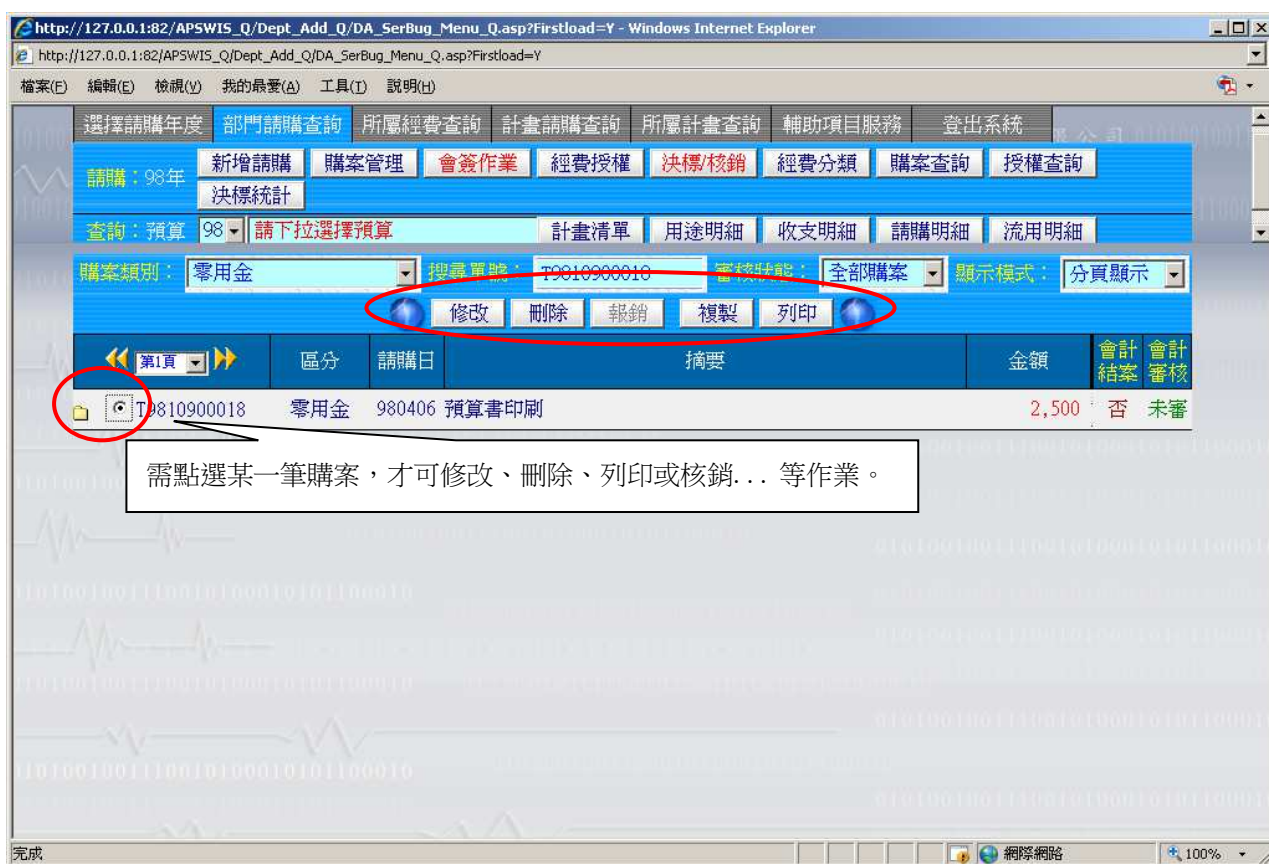 http://127.0.0.1:82/APSWIS_Q/Dept_Add_Q/DA_SerBug_Menu_Q.asp?Firstload=Y - Windows Internet Explorer
http://127.0.0.1:82/APSWIS_Q/Dept_Add_Q/DA_SerBug_Menu_Q.asp?Firstload=Y
檔案(F) 編輯(E) 檢視(V) 我的最愛(A) 工具(T) 說明(H)
選擇請購年度 部門請購查詢 所屬經費查詢 計畫請購查詢 所屬計畫查詢 輔助項目服務 登出系統
請購：98年 新增請購 購案管理 會簽作業 經費授權 決標/核銷 經費分類 購案查詢 授權查詢
決標統計
查詢：預算 98 請下拉選擇預算 計畫清單 用途明細 收支明細 請購明細 流用明細
購案類別： 零用金 搜尋單號： T9810900018 審核狀態： 全部購案 顯示模式： 分頁顯示
修改 刪除 報銷 複製 列印
第1頁 區分 請購日 摘要 金額 會計結案 會計審核
T9810900018 零用金 980406 預算書印刷 2,500 否 未審
需點選某一筆購案，才可修改、刪除、列印或核銷... 等作業。
完成 網際網路 100%